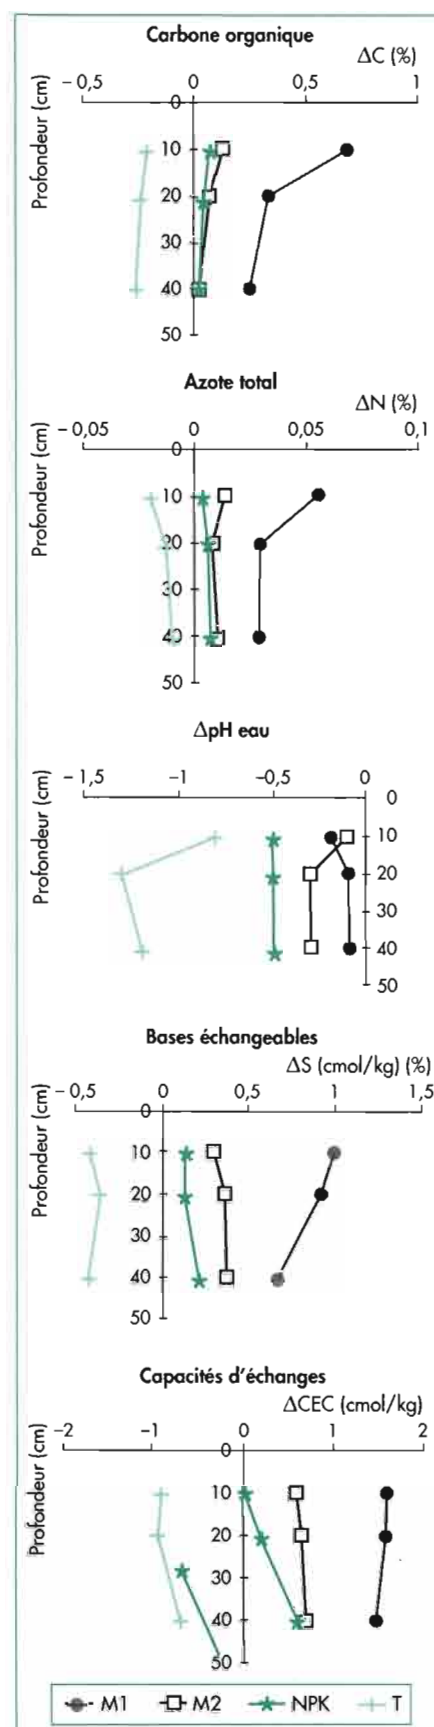 Carbone organique
ΔC (%)
– 0,5 0 0,5 1
Profondeur (cm)
0
10
20
30
40
50
Azote total
ΔN (%)
– 0,05 0 0,05 0,1
Profondeur (cm)
0
10
20
30
40
50
ΔpH eau
– 1,5 –1 –0,5 0
Profondeur (cm)
0
10
20
30
40
50
Bases échangeables
ΔS (cmol/kg) (%)
– 0,5 0 0,5 1 1,5
Profondeur (cm)
0
10
20
30
40
50
Capacités d'échanges
ΔCEC (cmol/kg)
–2 –1 0 1 2
Profondeur (cm)
0
10
20
30
40
50
M1 M2 NPK T